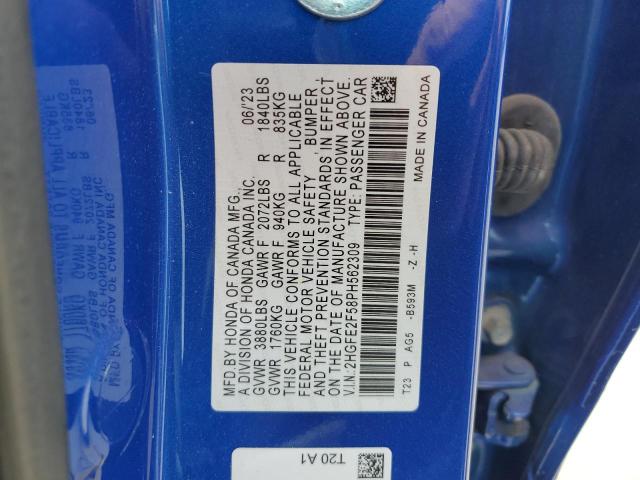 MFD.BY HONDA OF CANADA MFG. 06/23
A DIVISION OF HONDA CANADA INC.
GVWR 3880LBS GAWR F 2072LBS R 1840LBS
GVWR 1760KG GAWR F 940KG R 835KG
THIS VEHICLE CONFORMS TO ALL APPLICABLE
FEDERAL MOTOR VEHICLE SAFETY BUMPER,
AND THEFT PREVENTION STANDARDS IN EFFECT
ON THE DATE OF MANUFACTURE SHOWN ABOVE.
V.I.N.:2HGFE2F58PH562309 TYPE: PASSENGER CAR
T23 P AG5 -B593M -Z -H MADE IN CANADA
T20 A1